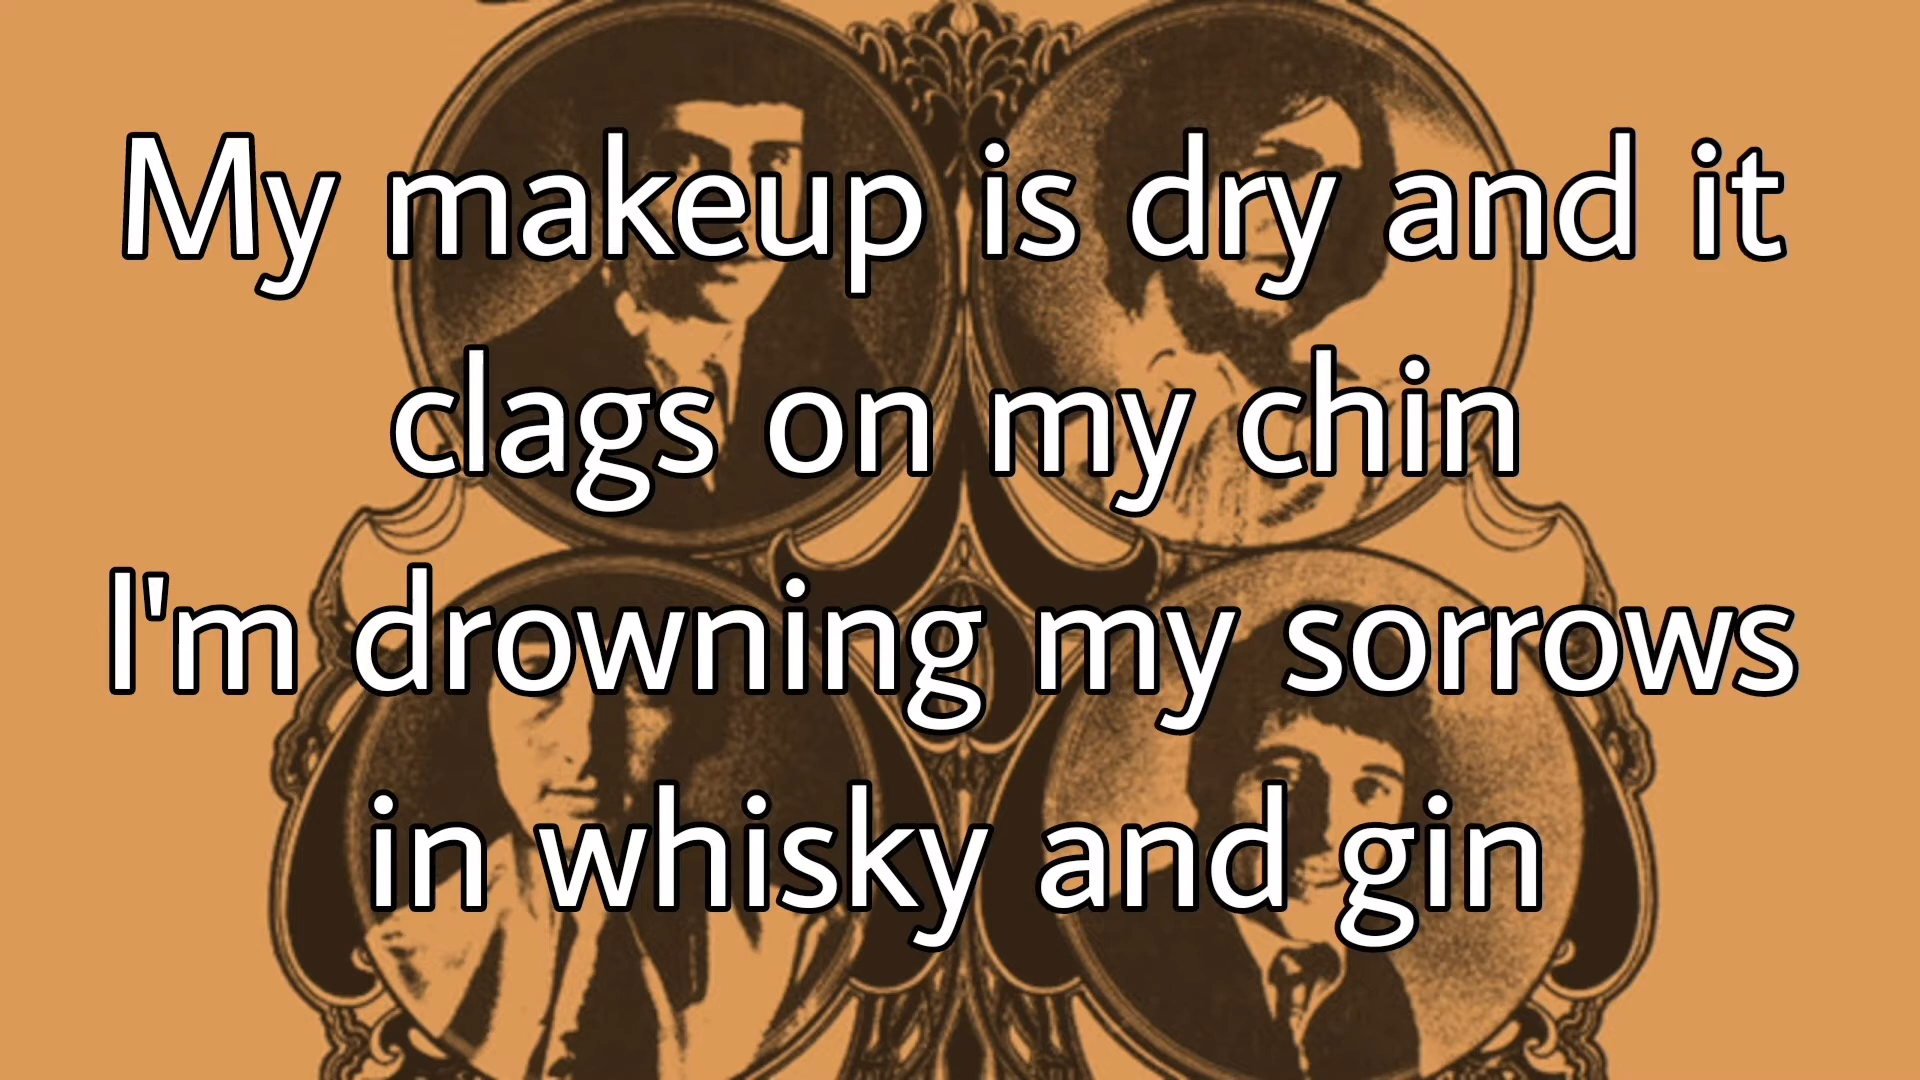 My makeup is dry and it
clags on my chin
I'm drowning my sorrows
in whisky and gin